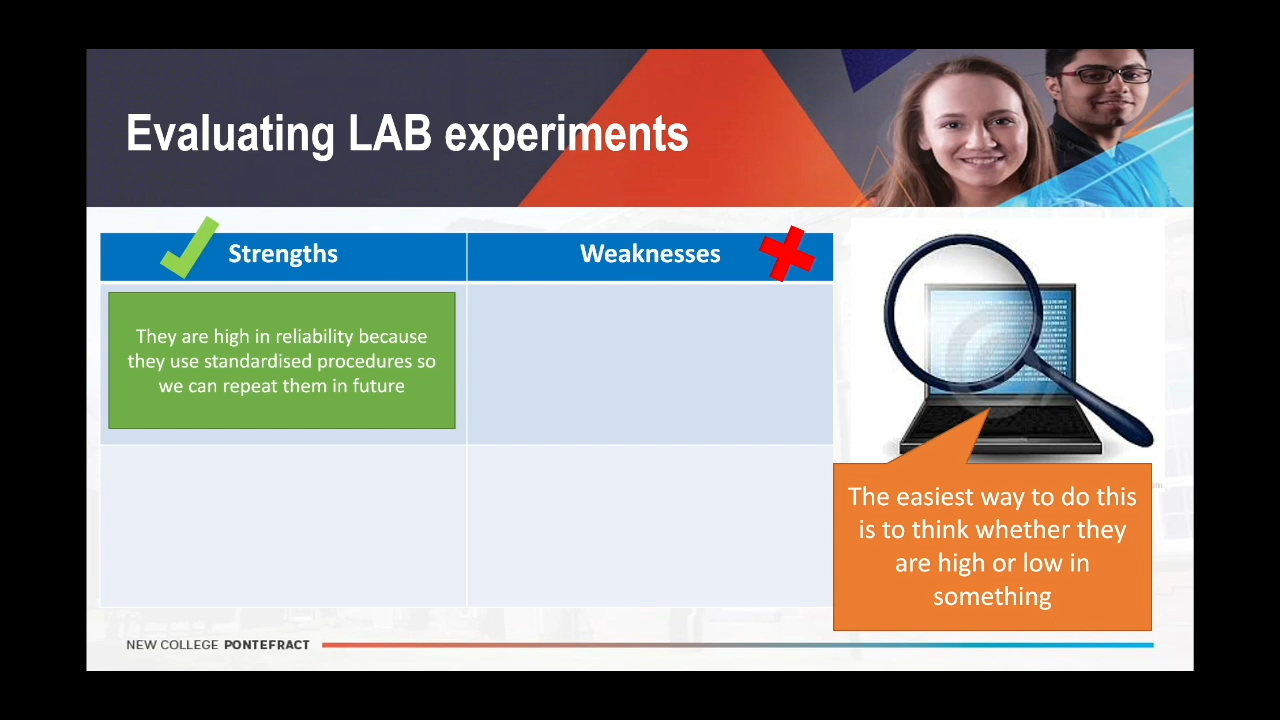 Evaluating LAB experiments
Strengths
Weaknesses
They are high in reliability because
they use standardised procedures so
we can repeat them in future
The easiest way to do this
is to think whether they
are high or low in
something
NEW COLLEGE PONTEFRACT